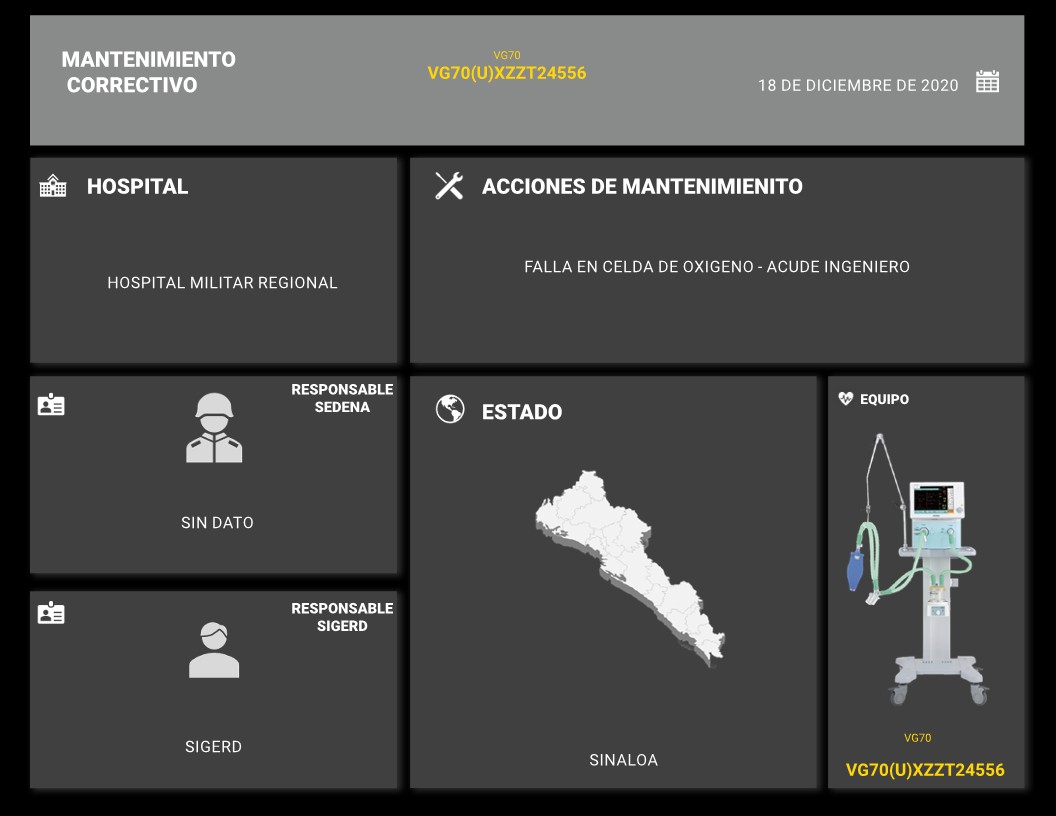 MANTENIMIENTO
CORRECTIVO
VG70
VG70(U)XZZT24556
18 DE DICIEMBRE DE 2020
HOSPITAL
HOSPITAL MILITAR REGIONAL
ACCIONES DE MANTENIMIENITO
FALLA EN CELDA DE OXIGENO - ACUDE INGENIERO
RESPONSABLE
SEDENA
SIN DATO
RESPONSABLE
SIGERD
SIGERD
ESTADO
SINALOA
EQUIPO
VG70
VG70(U)XZZT24556